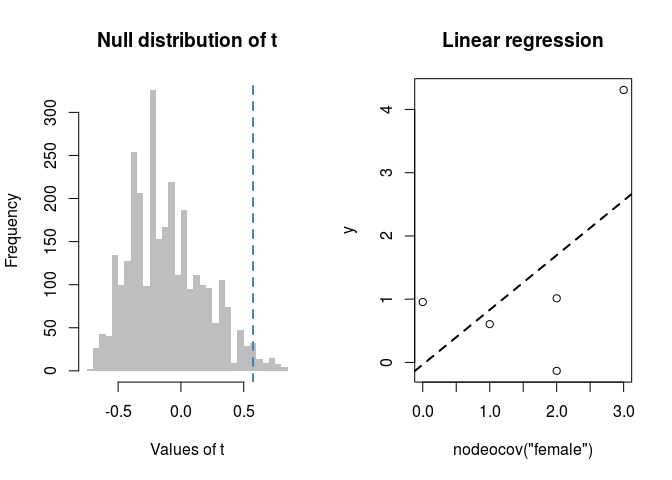 Null distribution of t
Frequency
0
50
100
150
200
250
300
-0.5 0.0 0.5
Values of t
Linear regression
y
0
1
2
3
4
0.0 1.0 2.0 3.0
nodeocov("female")